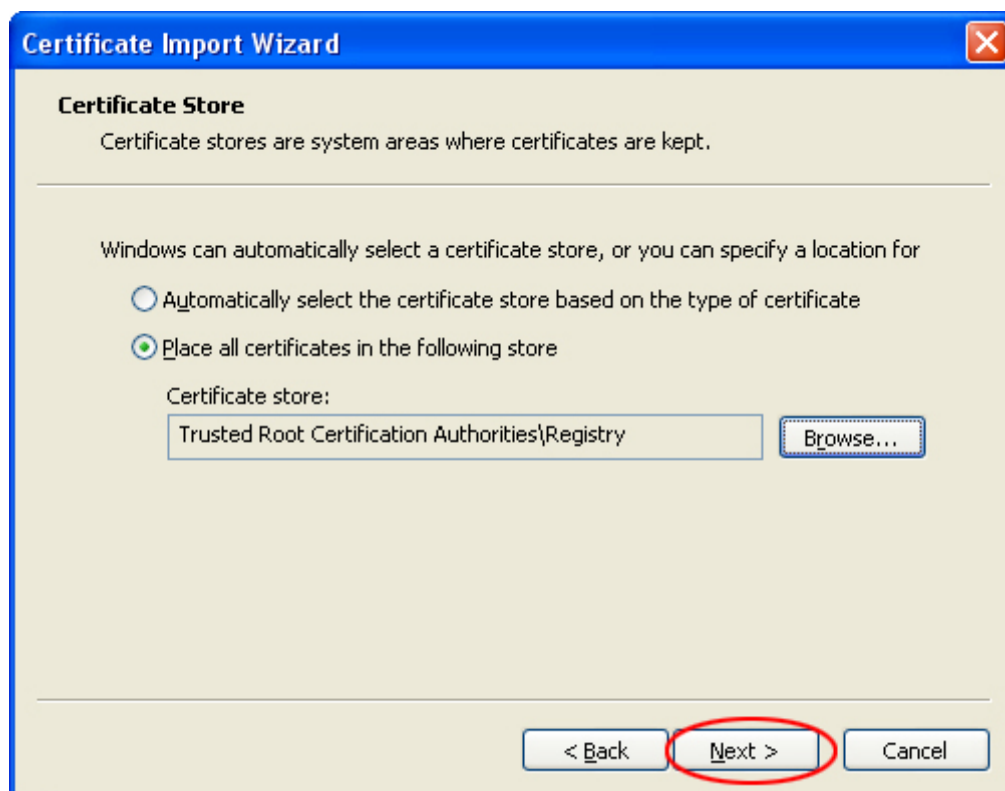 Certificate Import Wizard
Certificate Store
Certificate stores are system areas where certificates are kept.
Windows can automatically select a certificate store, or you can specify a location for
Automatically select the certificate store based on the type of certificate
Place all certificates in the following store
Certificate store:
Trusted Root Certification Authorities\Registry
Browse...
< Back
Next >
Cancel